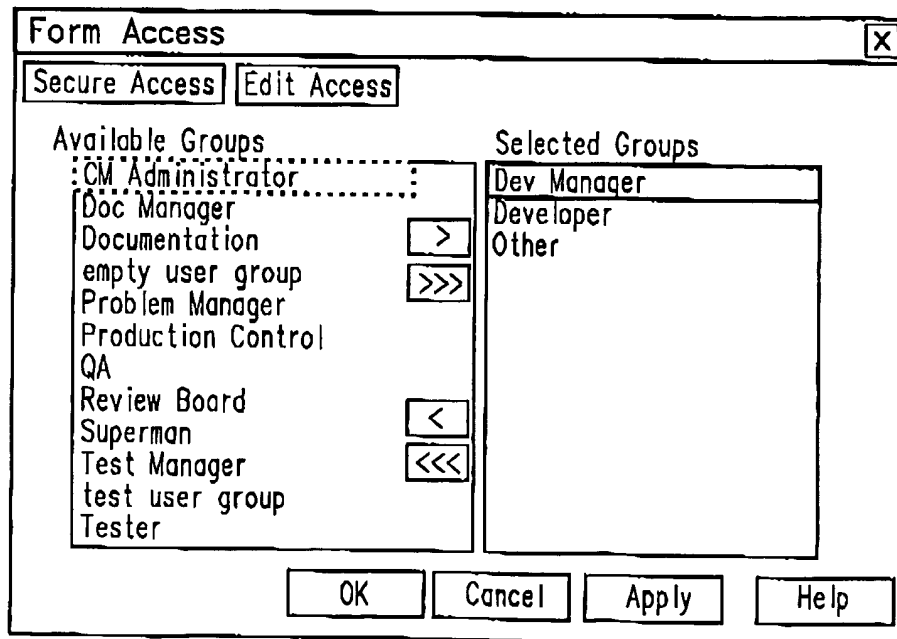 Form Access
X
Secure Access Edit Access
Available Groups
CM Administrator
Doc Manager
Documentation
empty user group
Problem Manager
Production Control
QA
Review Board
Superman
Test Manager
test user group
Tester
>
>>>
<
<<<
Selected Groups
Dev Manager
Developer
Other
OK Cancel Apply Help